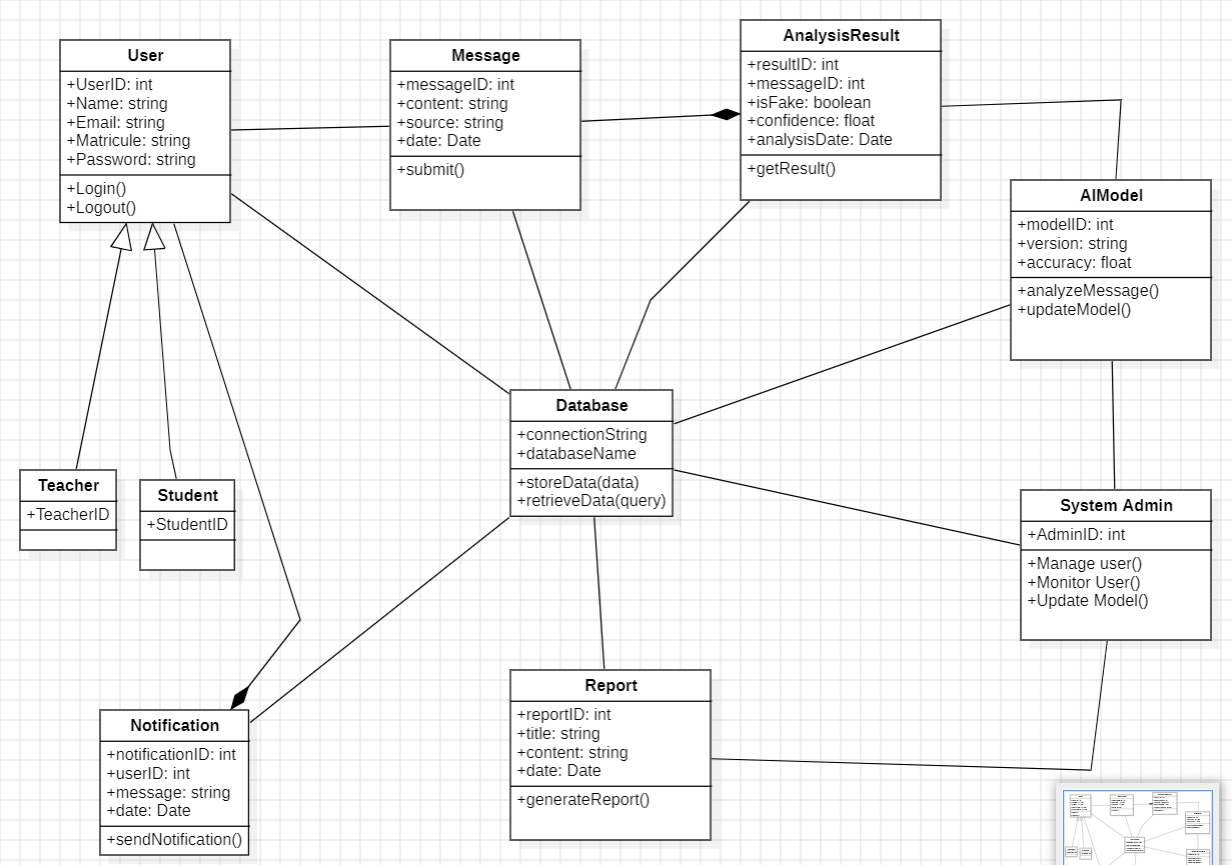 User
+UserID: int
+Name: string
+Email: string
+Matricule: string
+Password: string
+Login()
+Logout()
Message
+messageID: int
+content: string
+source: string
+date: Date
+submit()
AnalysisResult
+resultID: int
+messageID: int
+isFake: boolean
+confidence: float
+analysisDate: Date
+getResult()
AIModel
+modelID: int
+version: string
+accuracy: float
+analyzeMessage()
+updateModel()
Database
+connectionString
+databaseName
+storeData(data)
+retrieveData(query)
Teacher
+TeacherID
Student
+StudentID
System Admin
+AdminID: int
+Manage user()
+Monitor User()
+Update Model()
Notification
+notificationID: int
+userID: int
+message: string
+date: Date
+sendNotification()
Report
+reportID: int
+title: string
+content: string
+date: Date
+generateReport()